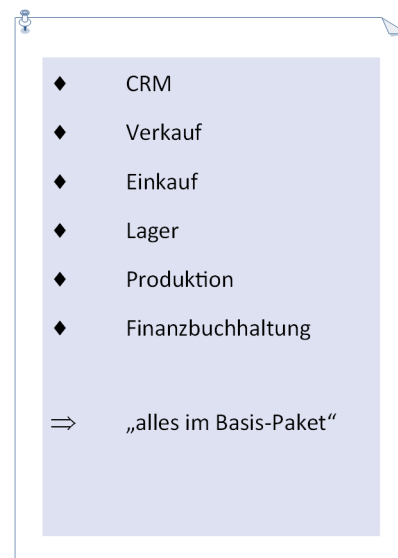 ♦ CRM
♦ Verkauf
♦ Einkauf
♦ Lager
♦ Produktion
♦ Finanzbuchhaltung
⇒ „alles im Basis-Paket“